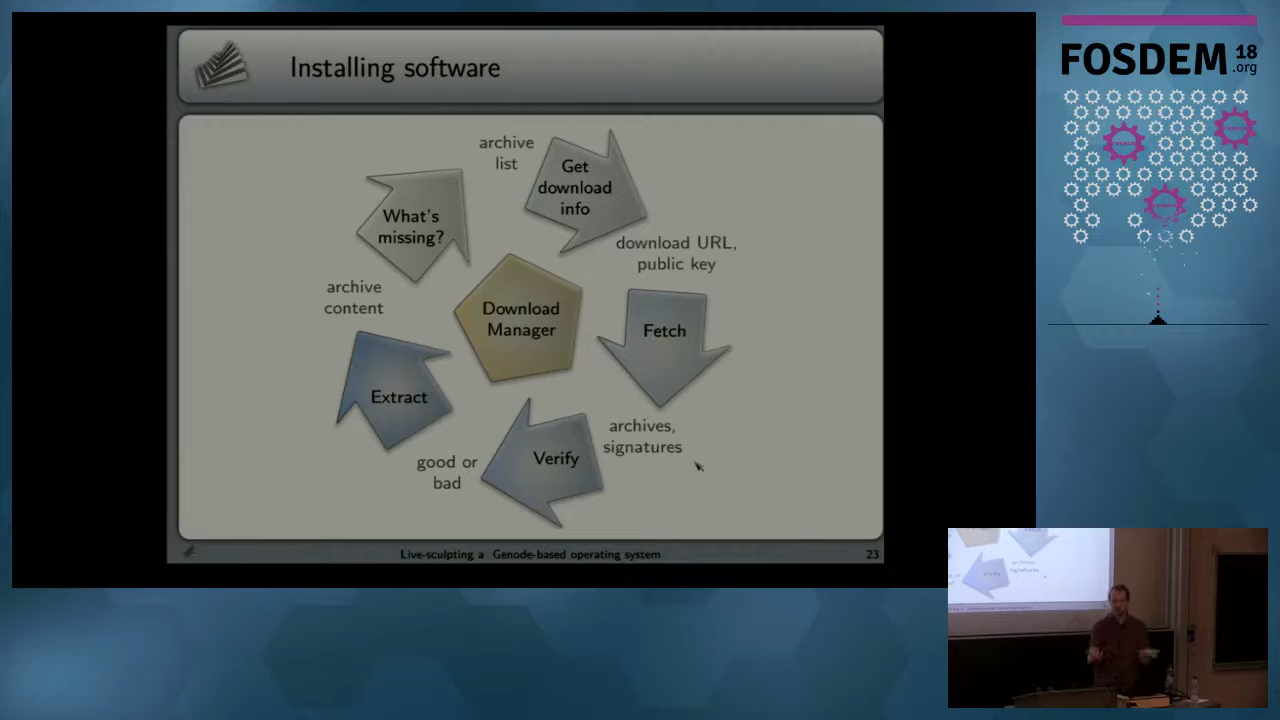 Installing software
archive
list
Get
download
info
What's
missing?
download URL,
public key
archive
content
Download
Manager
Fetch
Extract
archives,
signatures
Verify
good or
bad
Live-sculpting a Genode-based operating system
23
FOSDEM 18
.org